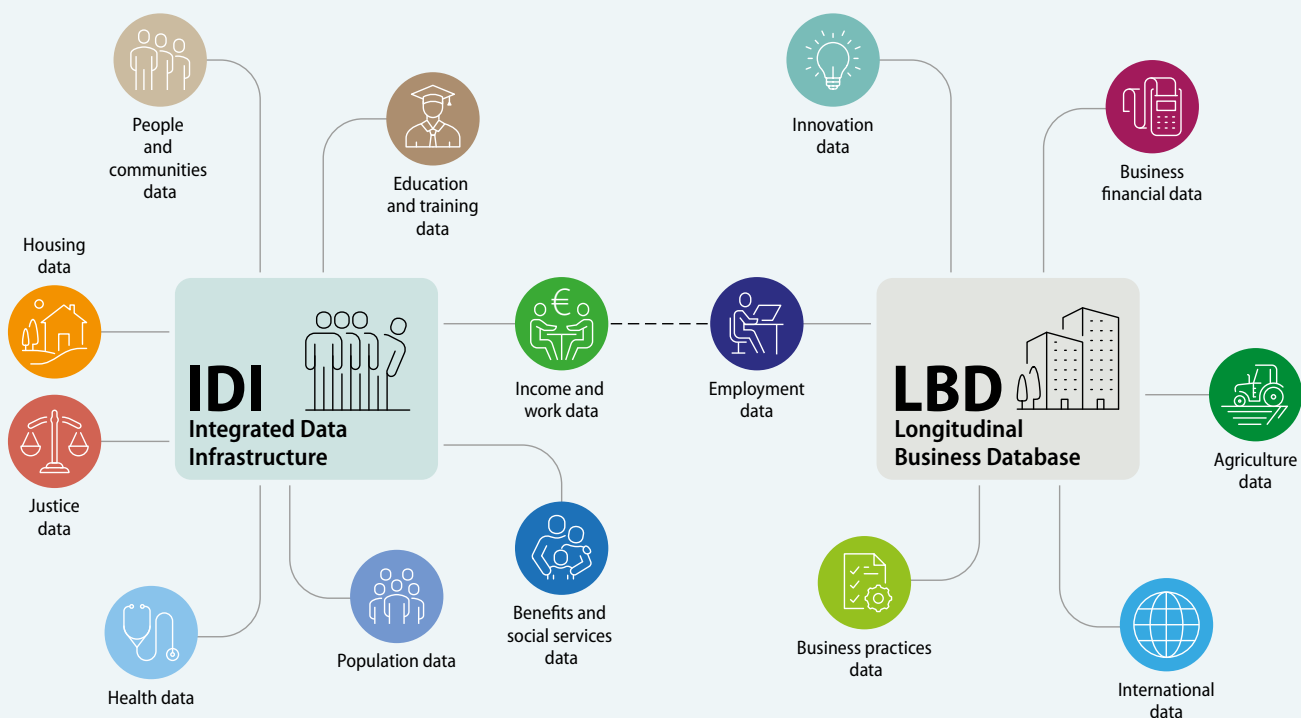 People
and
communities
data
Education
and training
data
Innovation
data
Business
financial data
Housing
data
IDI
Integrated Data
Infrastructure
€
Income and
work data
Employment
data
LBD
Longitudinal
Business Database
Agriculture
data
Justice
data
Health data
Population data
Benefits and
social services
data
Business practices
data
International
data